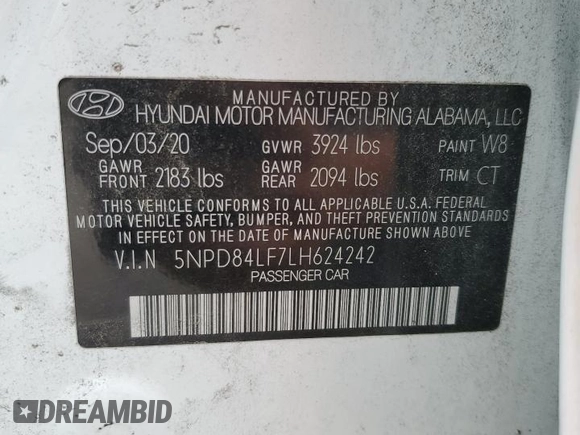 MANUFACTURED BY
HYUNDAI MOTOR MANUFACTURING ALABAMA, LLC
Sep/03/20 GVWR 3924 lbs PAINT W8
GAWR FRONT 2183 lbs GAWR REAR 2094 lbs TRIM CT
THIS VEHICLE CONFORMS TO ALL APPLICABLE U.S.A. FEDERAL
MOTOR VEHICLE SAFETY, BUMPER, AND THEFT PREVENTION STANDARDS
IN EFFECT ON THE DATE OF MANUFACTURE SHOWN ABOVE
V.I.N 5NPD84LF7LH624242
PASSENGER CAR
DREAMBID